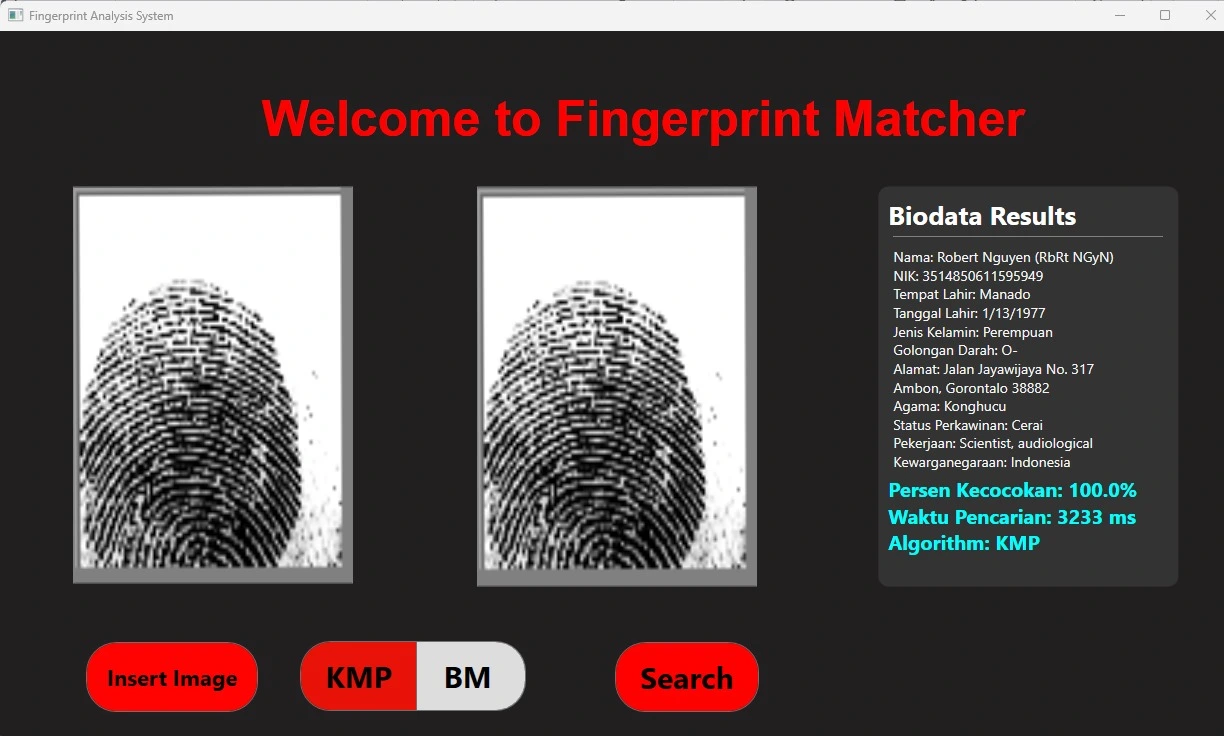 Fingerprint Analysis System
Welcome to Fingerprint Matcher
Biodata Results
Nama: Robert Nguyen (RbRt NGyN)
NIK: 3514850611595949
Tempat Lahir: Manado
Tanggal Lahir: 1/13/1977
Jenis Kelamin: Perempuan
Golongan Darah: O-
Alamat: Jalan Jayawijaya No. 317
Ambon, Gorontalo 38882
Agama: Konghucu
Status Perkawinan: Cerai
Pekerjaan: Scientist, audiological
Kewarganegaraan: Indonesia
Persen Kecocokan: 100.0%
Waktu Pencarian: 3233 ms
Algorithm: KMP
Insert Image
KMP
BM
Search